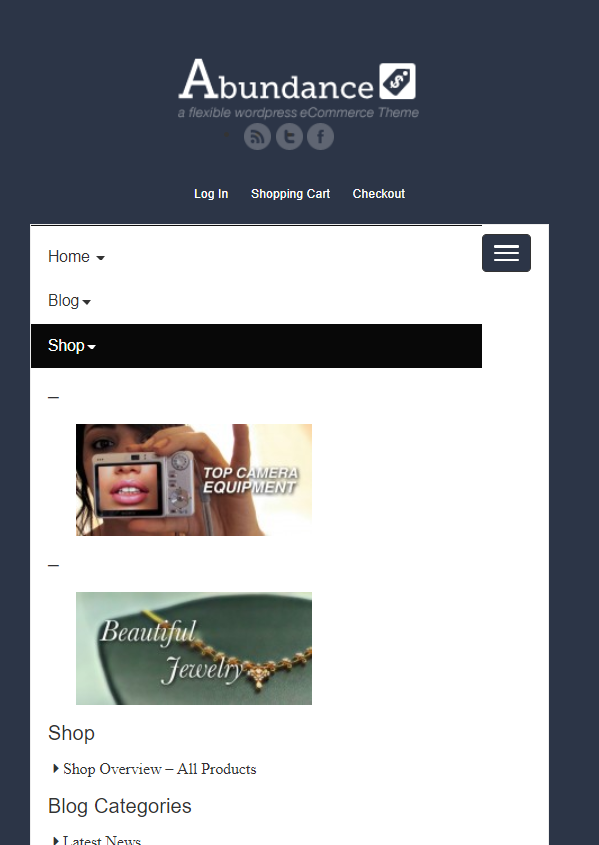 Abundance
a flexible wordpress eCommerce Theme
Log In Shopping Cart Checkout
Home
Blog
Shop
–
TOP CAMERA
EQUIPMENT
–
Beautiful
Jewelry
Shop
Shop Overview – All Products
Blog Categories
Latest News